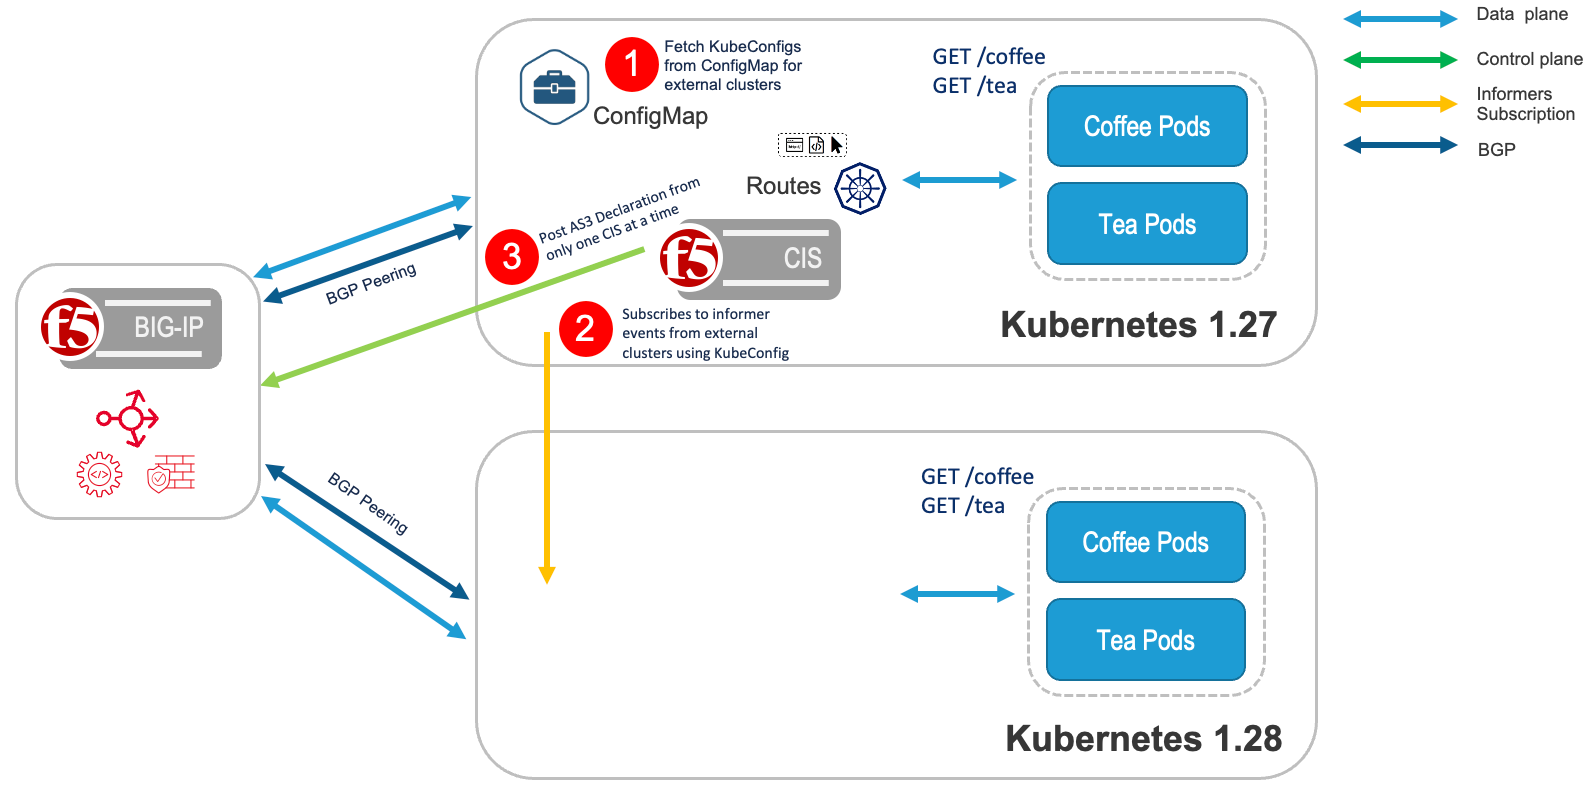 Data plane
Control plane
Informers
Subscription
BGP
1
Fetch KubeConfigs
from ConfigMap for
external clusters
ConfigMap
GET /coffee
GET /tea
Coffee Pods
Tea Pods
http://
</>
Routes
3
Post AS3 Declaration from
only one CIS at a time
f5
CIS
BGP Peering
f5
BIG-IP
</>
2
Subscribes to informer
events from external
clusters using KubeConfig
Kubernetes 1.27
BGP Peering
GET /coffee
GET /tea
Coffee Pods
Tea Pods
Kubernetes 1.28